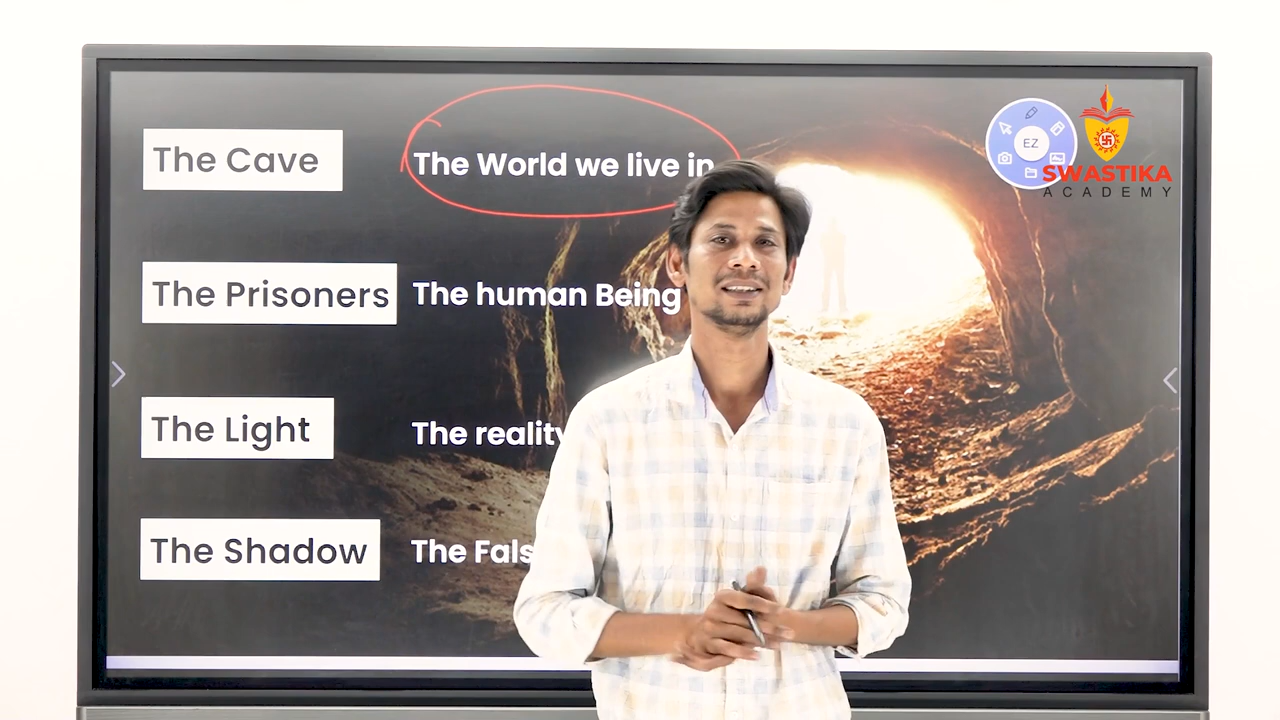 The Cave
The World we live in
The Prisoners
The human Being
The Light
The reality
The Shadow
The Fals
EZ
SWASTIKA
ACADEMY